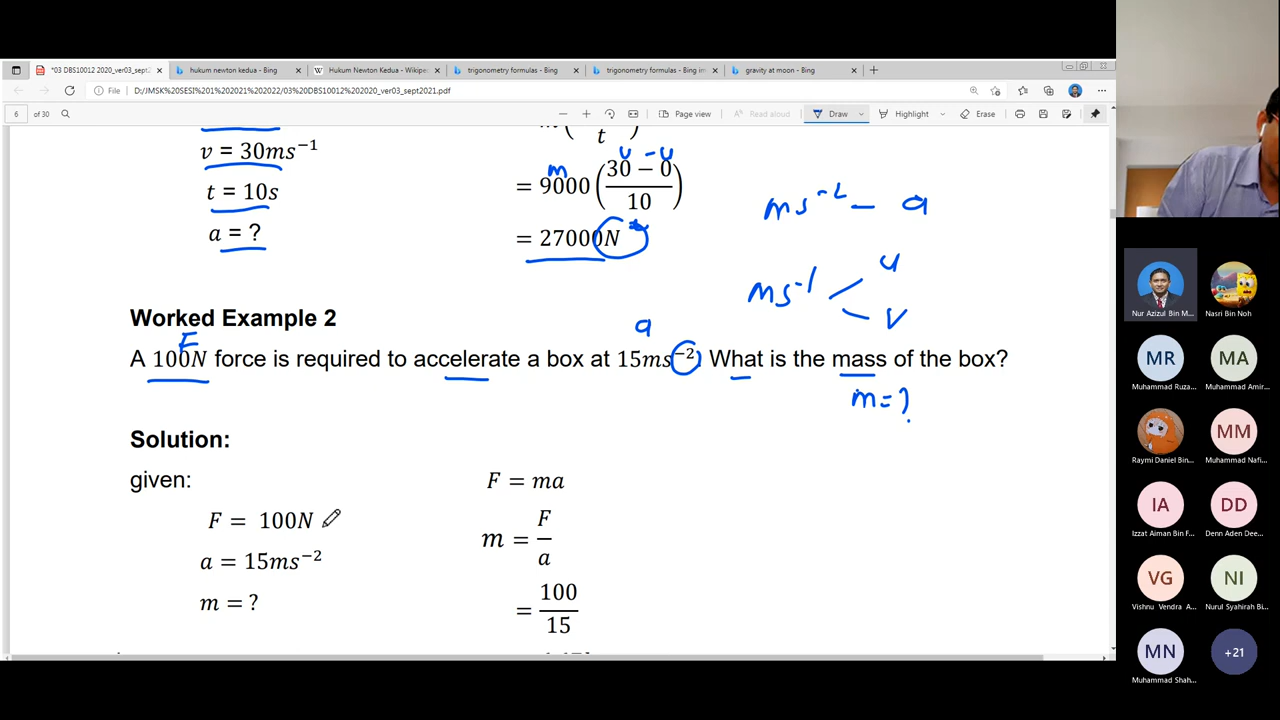 *03 DBS10012 2020_ver03_sept2
hukum newton kedua - Bing
Hukum Newton Kedua - Wikipe
trigonometry formulas - Bing
trigonometry formulas - Bing im
gravity at moon - Bing
File
D:/JMSK%20SESI%201%202021%202022/03%20DBS10012%202020_ver03_sept2021.pdf
6 of 30
Page view
Read aloud
Draw
Highlight
Erase
t
v = 30ms⁻¹
v - u
m
= 9000 (30 − 0 / 10)
t = 10s
ms⁻² — a
a = ?
= 27000N
ms⁻¹ < u
v
Worked Example 2
F
a
A 100N force is required to accelerate a box at 15ms⁻². What is the mass of the box?
m = ?
Solution:
given:
F = ma
F = 100N
m = F / a
a = 15ms⁻²
m = ?
= 100 / 15
Nur Azizul Bin M...
Nasri Bin Noh
MR
MA
Muhammad Ruza...
Muhammad Amir...
MM
Raymi Daniel Bin...
Muhammad Nafi...
IA
DD
Izzat Aiman Bin F...
Denn Aden Dee...
VG
NI
Vishnu Vendra A...
Nurul Syahirah Bi...
MN
+21
Muhammad Shah...